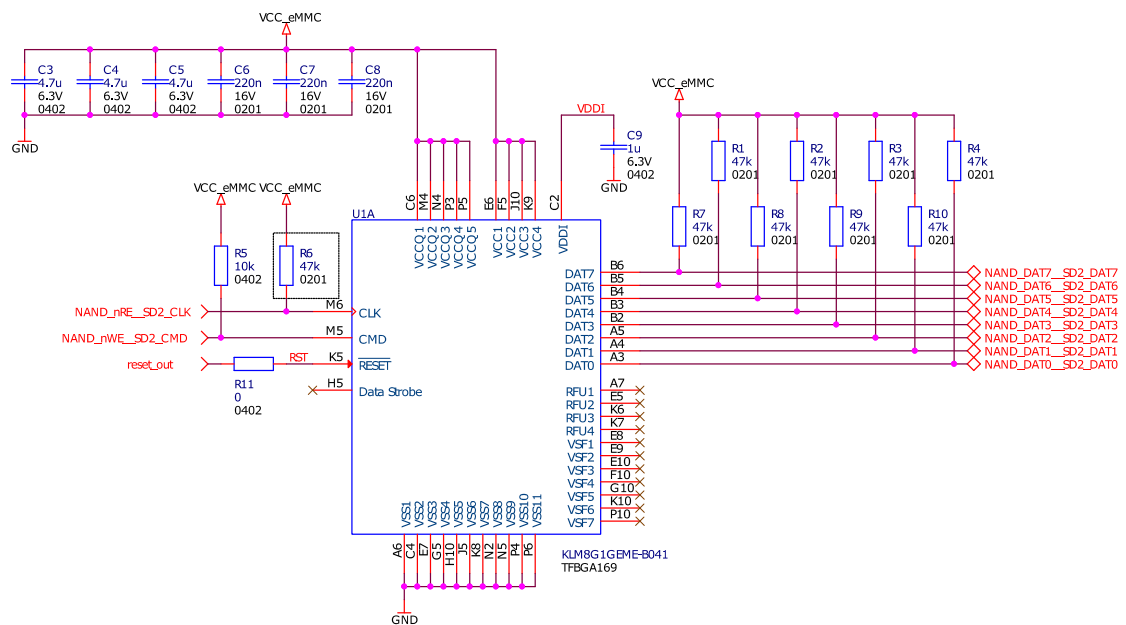 VCC_eMMC
C3
4.7u
6.3V
0402
C4
4.7u
6.3V
0402
C5
4.7u
6.3V
0402
C6
220n
16V
0201
C7
220n
16V
0201
C8
220n
16V
0201
GND
VDDI
C9
1u
6.3V
0402
GND
VCC_eMMC
R1
47k
0201
R2
47k
0201
R3
47k
0201
R4
47k
0201
R7
47k
0201
R8
47k
0201
R9
47k
0201
R10
47k
0201
VCC_eMMC
VCC_eMMC
R5
10k
0402
R6
47k
0201
U1A
C6
M4
N4
P3
P5
E6
F5
J10
K9
C2
VCCQ1
VCCQ2
VCCQ3
VCCQ4
VCCQ5
VCC1
VCC2
VCC3
VCC4
VDDI
NAND_nRE__SD2_CLK
M6
CLK
NAND_nWE__SD2_CMD
M5
CMD
reset_out
R11
0
0402
RST
K5
RESET
H5
Data Strobe
DAT7
B6
NAND_DAT7__SD2_DAT7
DAT6
B5
NAND_DAT6__SD2_DAT6
DAT5
B4
NAND_DAT5__SD2_DAT5
DAT4
B3
NAND_DAT4__SD2_DAT4
DAT3
B2
NAND_DAT3__SD2_DAT3
DAT2
A5
NAND_DAT2__SD2_DAT2
DAT1
A4
NAND_DAT1__SD2_DAT1
DAT0
A3
NAND_DAT0__SD2_DAT0
RFU1
A7
RFU2
E5
RFU3
K6
RFU4
K7
VSF1
E8
VSF2
E9
VSF3
E10
VSF4
F10
VSF5
G10
VSF6
K10
VSF7
P10
VSS1
VSS2
VSS3
VSS4
VSS5
VSS6
VSS7
VSS8
VSS9
VSS10
VSS11
A6
C4
E7
G5
H10
J5
K8
N2
N5
P4
P6
KLM8G1GEME-B041
TFBGA169
GND